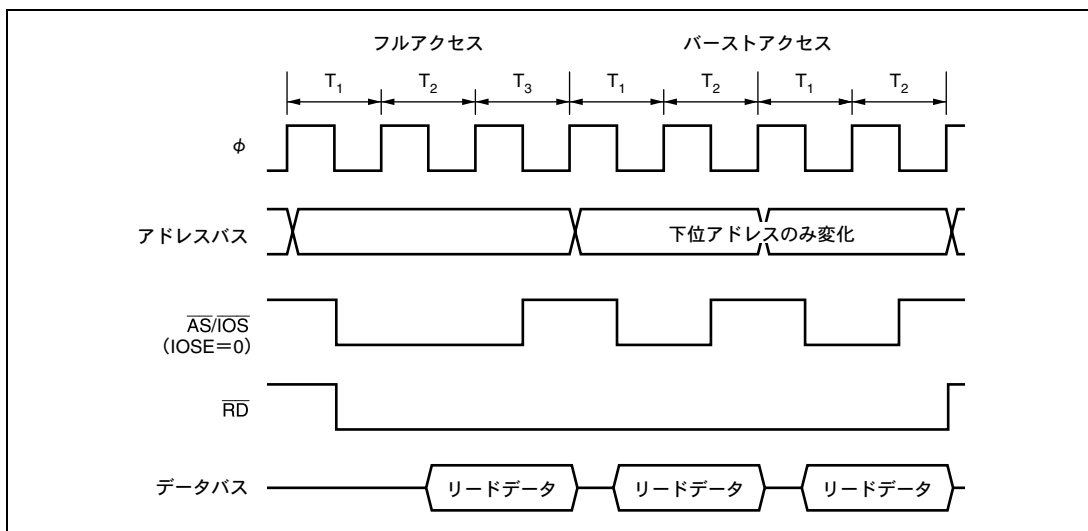 フルアクセス バーストアクセス
T₁ T₂ T₃ T₁ T₂ T₁ T₂
φ
アドレスバス 下位アドレスのみ変化
AS/IOS
(IOSE=0)
RD
データバス リードデータ リードデータ リードデータ